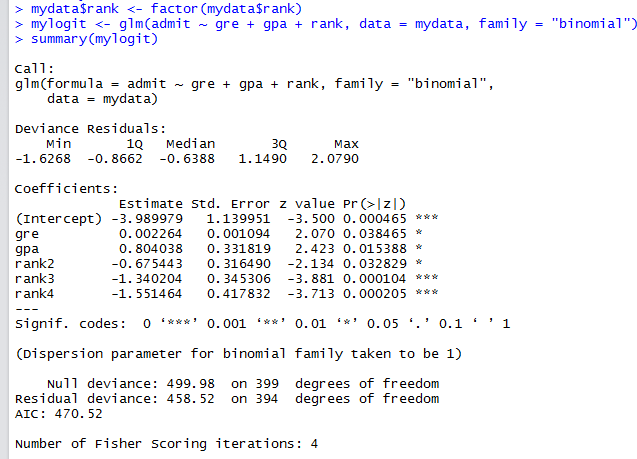 > mydata$rank <- factor(mydata$rank)
> mylogit <- glm(admit ~ gre + gpa + rank, data = mydata, family = "binomial")
> summary(mylogit)
Call:
glm(formula = admit ~ gre + gpa + rank, family = "binomial",
    data = mydata)
Deviance Residuals:
    Min       1Q   Median       3Q      Max
-1.6268  -0.8662  -0.6388   1.1490   2.0790
Coefficients:
             Estimate Std. Error z value Pr(>|z|)
(Intercept) -3.989979   1.139951  -3.500 0.000465 ***
gre          0.002264   0.001094   2.070 0.038465 *
gpa          0.804038   0.331819   2.423 0.015388 *
rank2       -0.675443   0.316490  -2.134 0.032829 *
rank3       -1.340204   0.345306  -3.881 0.000104 ***
rank4       -1.551464   0.417832  -3.713 0.000205 ***
---
Signif. codes:  0 ‘***’ 0.001 ‘**’ 0.01 ‘*’ 0.05 ‘.’ 0.1 ‘ ’ 1
(Dispersion parameter for binomial family taken to be 1)
    Null deviance: 499.98  on 399  degrees of freedom
Residual deviance: 458.52  on 394  degrees of freedom
AIC: 470.52
Number of Fisher Scoring iterations: 4